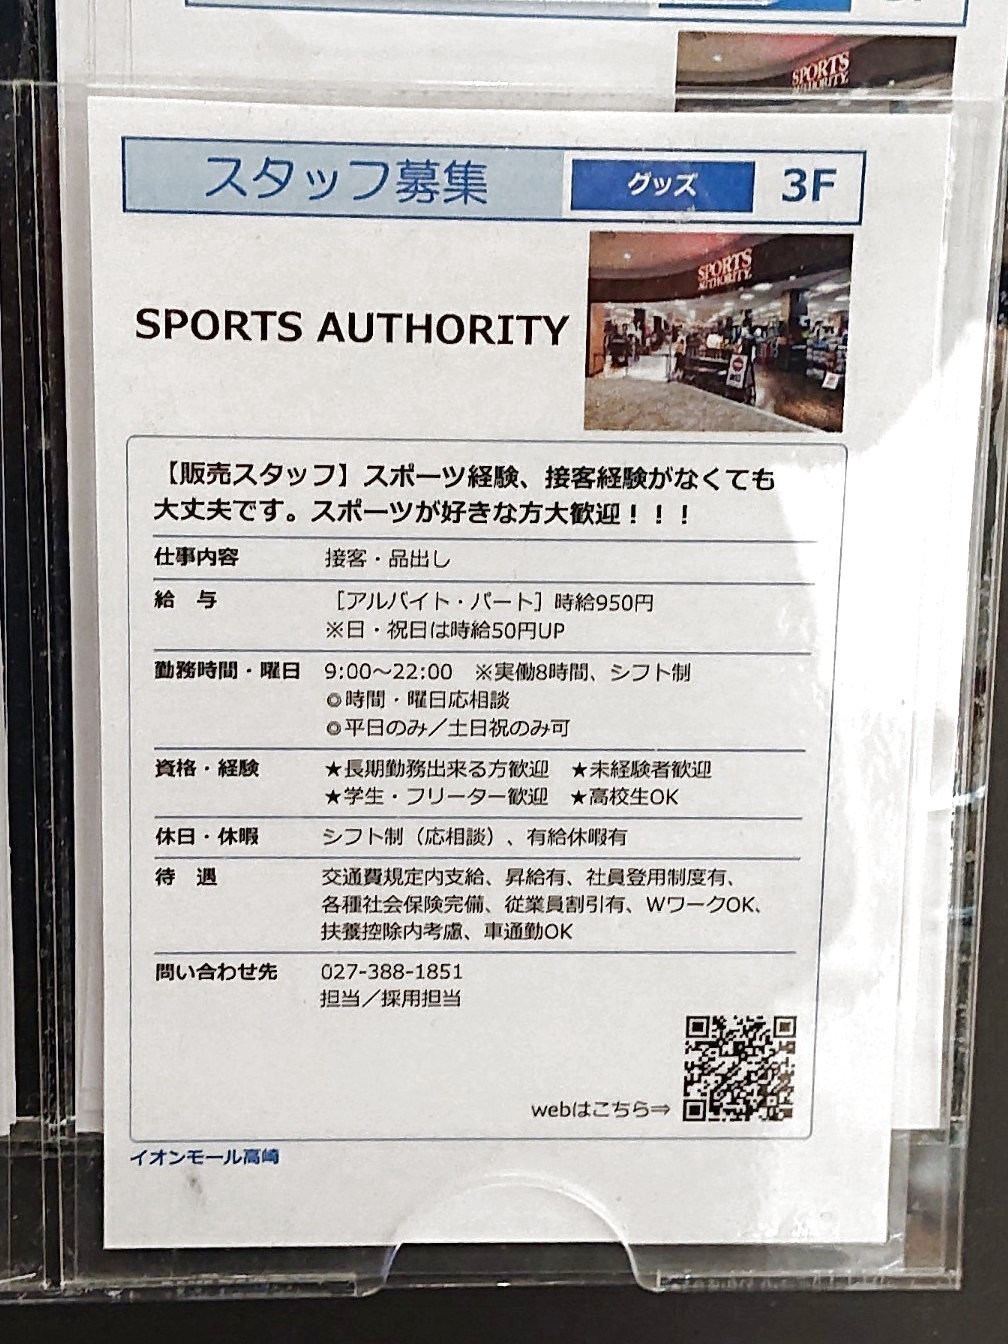 SPORTS
AUTHORITY
スタッフ募集
グッズ
3F
SPORTS AUTHORITY
SPORTS
AUTHORITY
【販売スタッフ】スポーツ経験、接客経験がなくても
大丈夫です。スポーツが好きな方大歓迎！！！
仕事内容 接客・品出し
給 与 ［アルバイト・パート］時給950円
※日・祝日は時給50円UP
勤務時間・曜日 9:00～22:00 ※実働8時間、シフト制
◎時間・曜日応相談
◎平日のみ／土日祝のみ可
資格・経験 ★長期勤務出来る方歓迎 ★未経験者歓迎
★学生・フリーター歓迎 ★高校生OK
休日・休暇 シフト制（応相談）、有給休暇有
待 遇 交通費規定内支給、昇給有、社員登用制度有、
各種社会保険完備、従業員割引有、WワークOK、
扶養控除内考慮、車通勤OK
問い合わせ先 027-388-1851
担当／採用担当
webはこちら⇒
イオンモール高崎